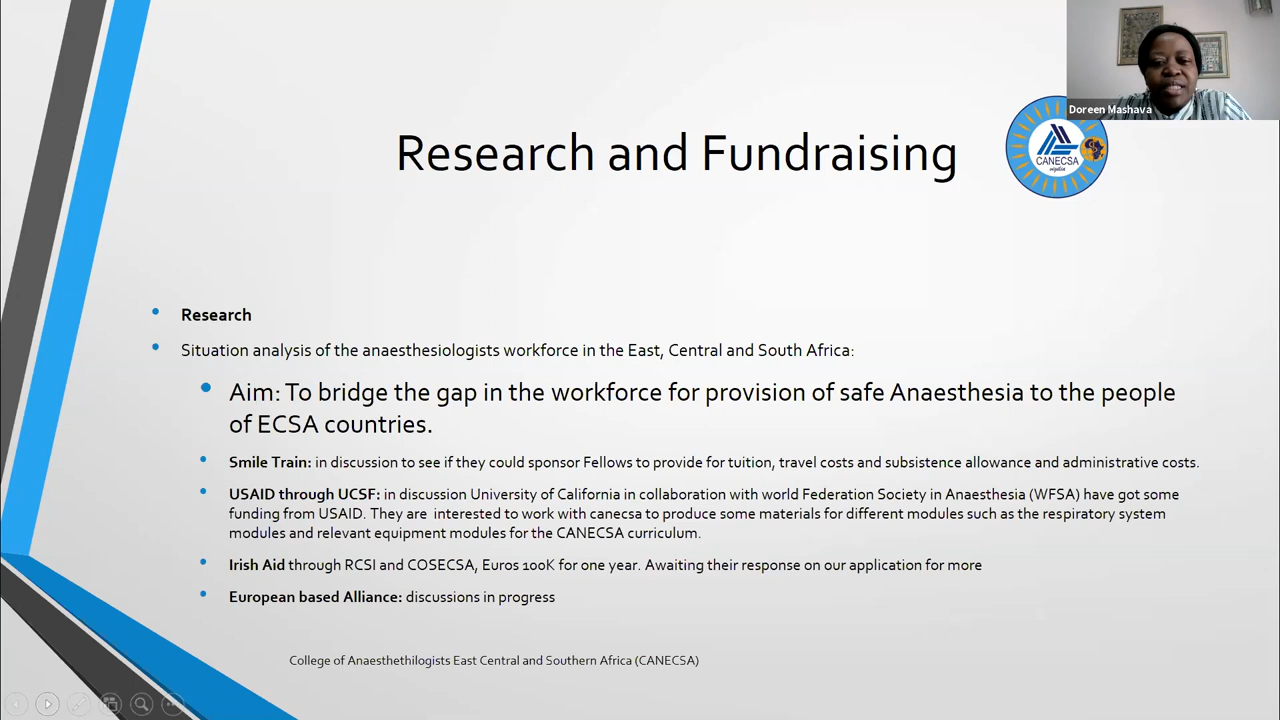 Doreen Mashava
CANECSA
Research and Fundraising
Research
Situation analysis of the anaesthesiologists workforce in the East, Central and South Africa:
Aim: To bridge the gap in the workforce for provision of safe Anaesthesia to the people
of ECSA countries.
Smile Train: in discussion to see if they could sponsor Fellows to provide for tuition, travel costs and subsistence allowance and administrative costs.
USAID through UCSF: in discussion University of California in collaboration with world Federation Society in Anaesthesia (WFSA) have got some
funding from USAID. They are interested to work with canecsa to produce some materials for different modules such as the respiratory system
modules and relevant equipment modules for the CANECSA curriculum.
Irish Aid through RCSI and COSECSA, Euros 100K for one year. Awaiting their response on our application for more
European based Alliance: discussions in progress
College of Anaesthethilogists East Central and Southern Africa (CANECSA)